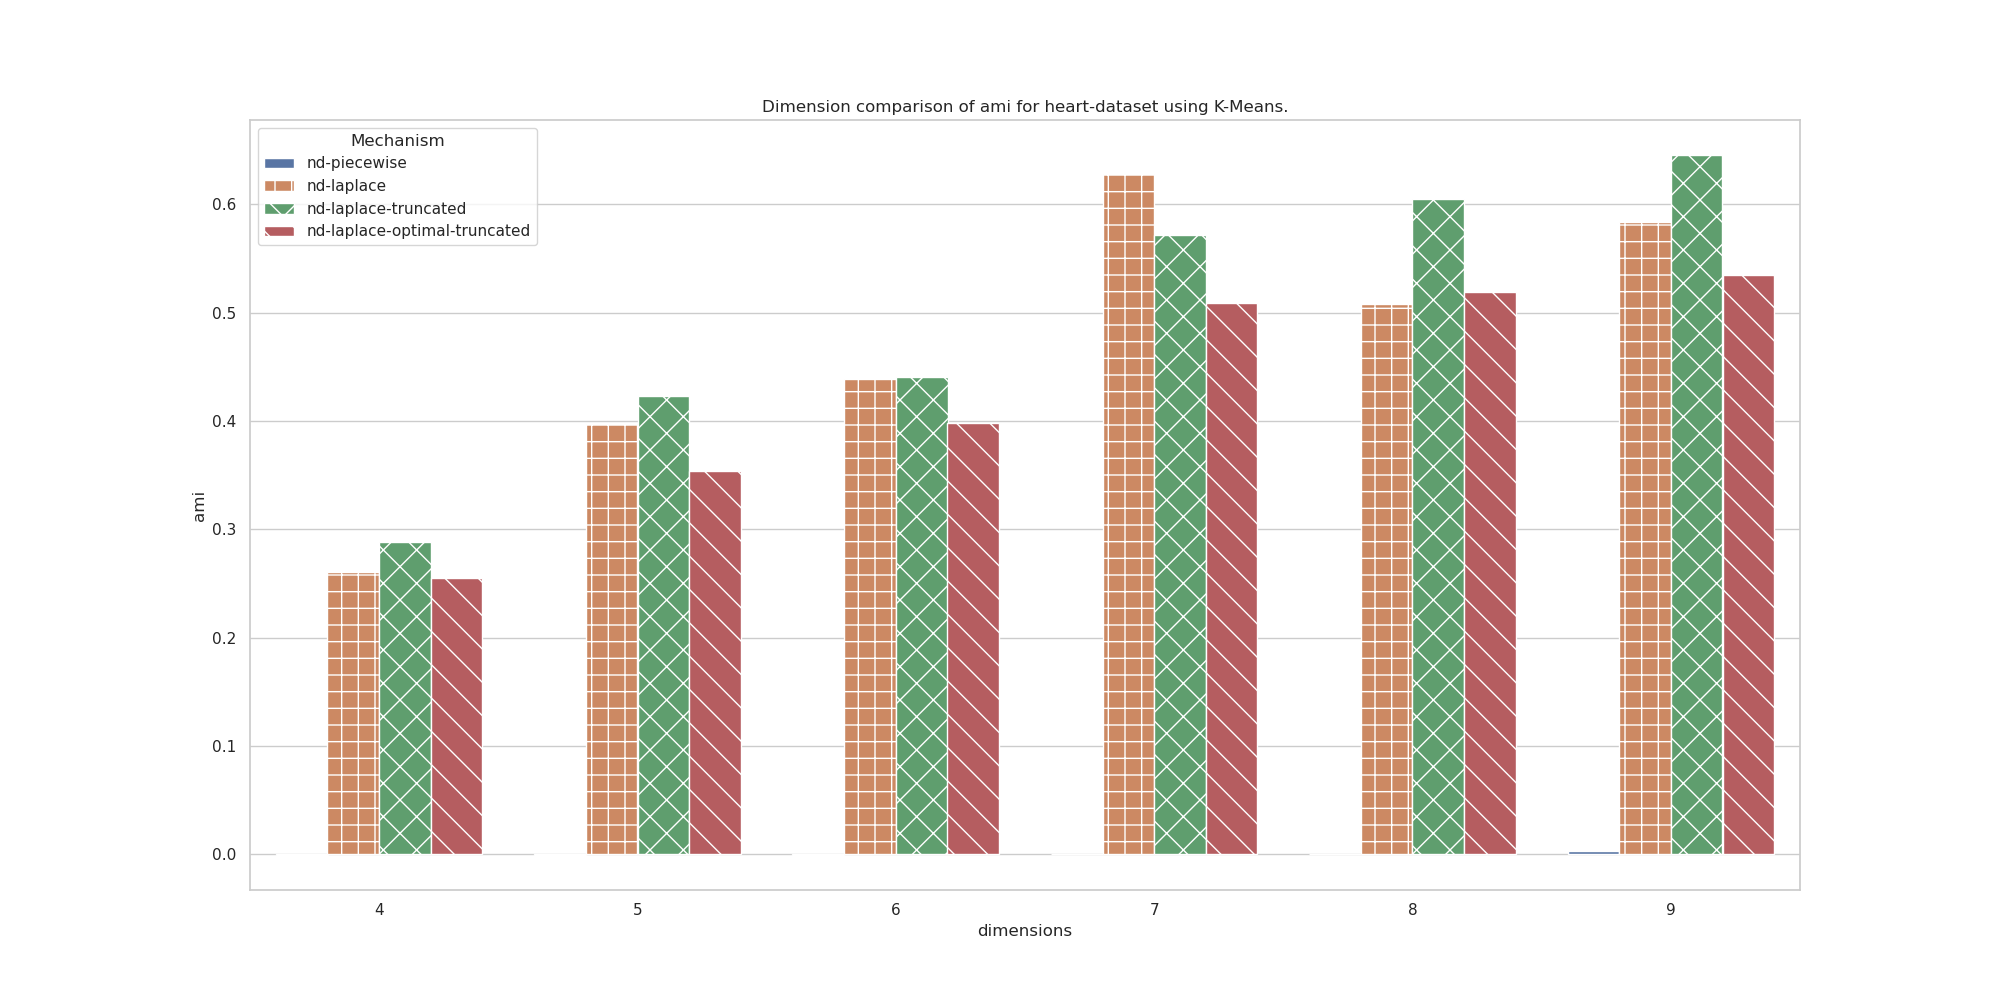 Dimension comparison of ami for heart-dataset using K-Means.
Mechanism
nd-piecewise
nd-laplace
nd-laplace-truncated
nd-laplace-optimal-truncated
0.6
0.5
0.4
0.3
0.2
0.1
0.0
ami
4 5 6 7 8 9
dimensions